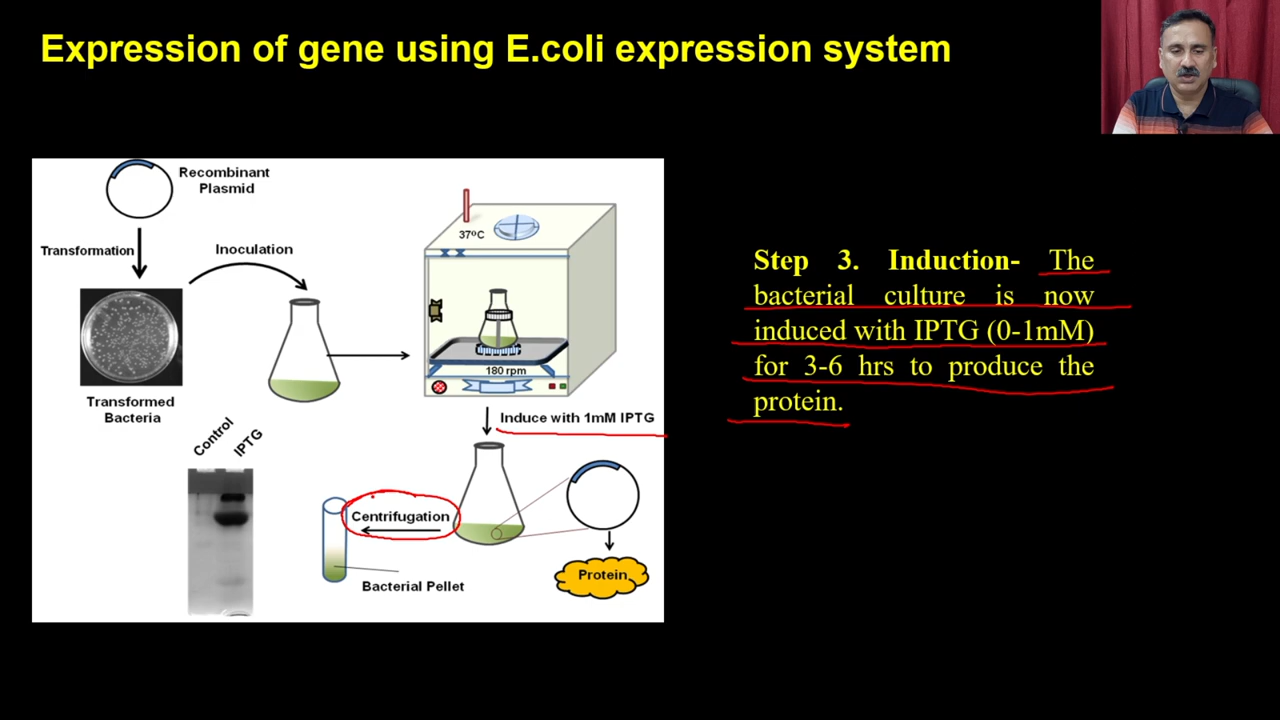 Expression of gene using E.coli expression system
Recombinant
Plasmid
Transformation
Inoculation
Transformed
Bacteria
37ºC
180 rpm
Induce with 1mM IPTG
Control
IPTG
Centrifugation
Bacterial Pellet
Protein
Step 3. Induction- The
bacterial culture is now
induced with IPTG (0-1mM)
for 3-6 hrs to produce the
protein.